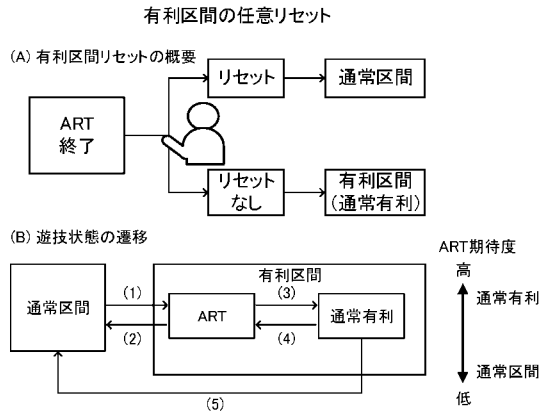 有利区間の任意リセット
(A) 有利区間リセットの概要
リセット
通常区間
ART
終了
リセット
なし
有利区間
(通常有利)
(B) 遊技状態の遷移
ART期待度
高
通常有利
通常区間
低
有利区間
通常区間
(1)
(2)
ART
(3)
(4)
通常有利
(5)